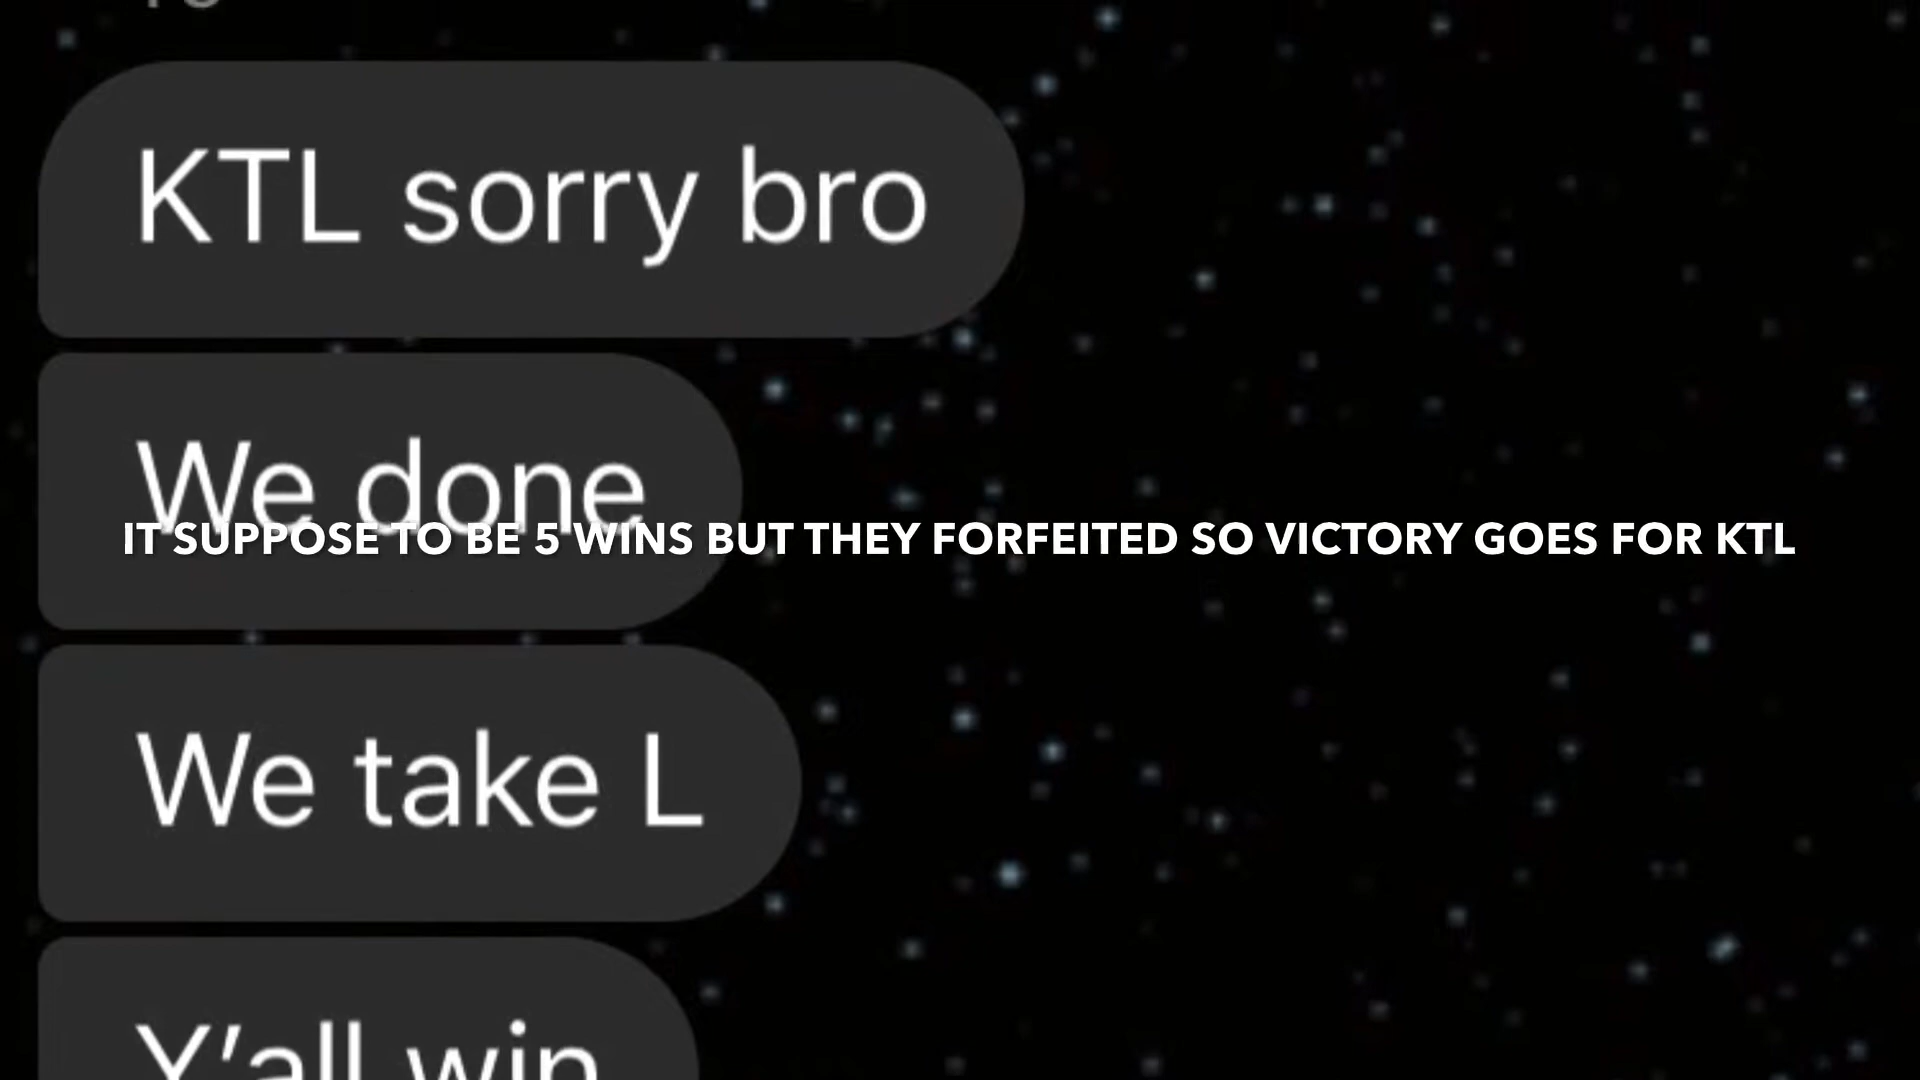 KTL sorry bro
We done
IT SUPPOSE TO BE 5 WINS BUT THEY FORFEITED SO VICTORY GOES FOR KTL
We take L
Y'all win